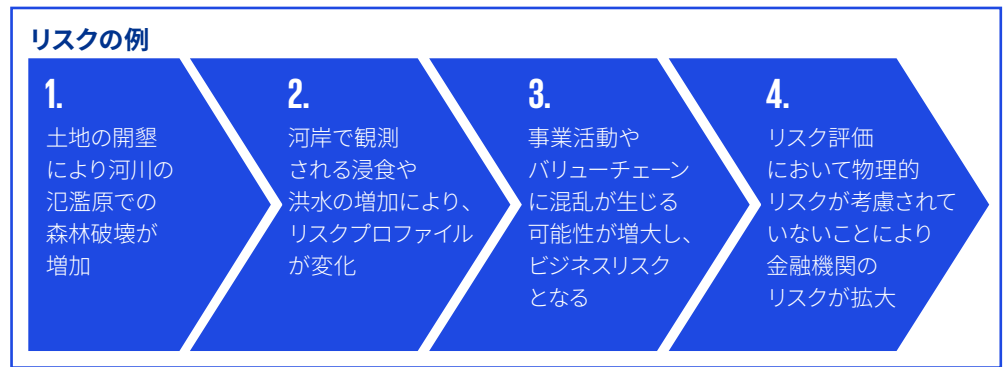 リスクの例
1.
土地の開墾
により河川の
氾濫原での
森林破壊が
増加
2.
河岸で観測
される浸食や
洪水の増加により、
リスクプロファイル
が変化
3.
事業活動や
バリューチェーン
に混乱が生じる
可能性が増大し、
ビジネスリスク
となる
4.
リスク評価
において物理的
リスクが考慮されて
いないことにより
金融機関の
リスクが拡大